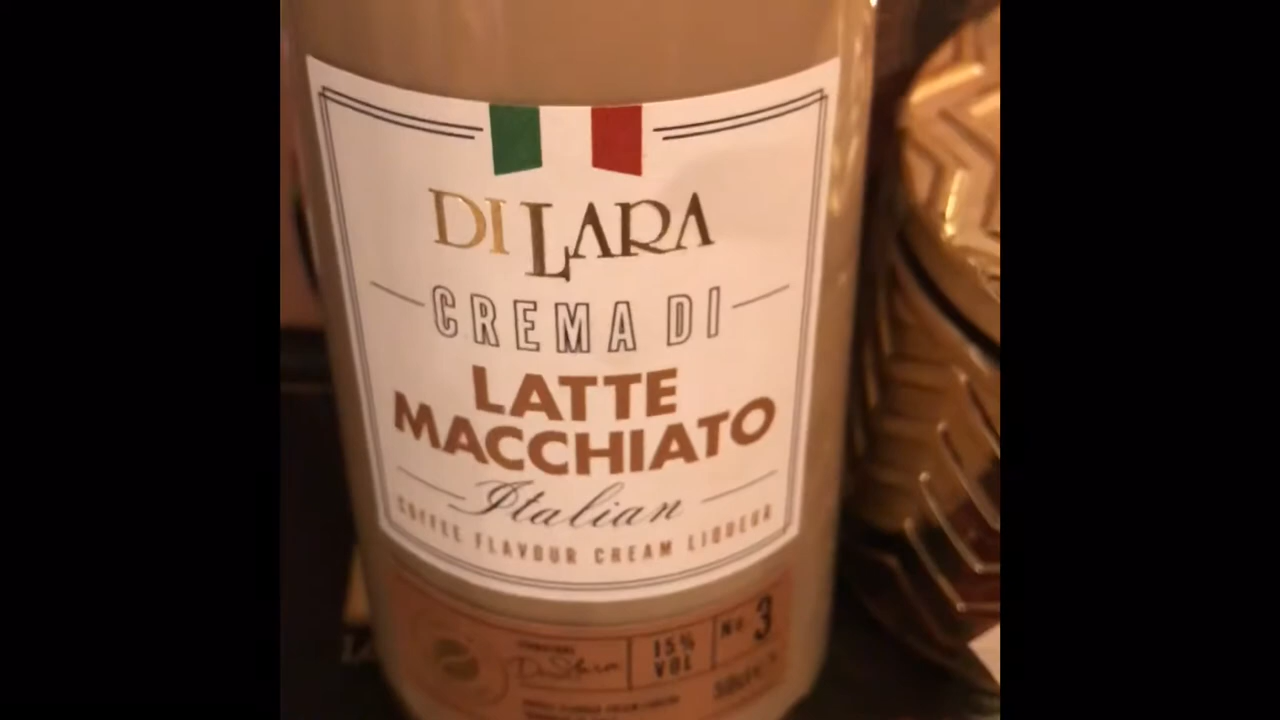 DI LARA
CREMA DI
LATTE
MACCHIATO
Italian
COFFEE FLAVOUR CREAM LIQUEUR
15%
VOL
No. 3